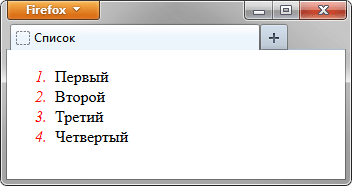 Firefox
Список
1. Первый
2. Второй
3. Третий
4. Четвертый